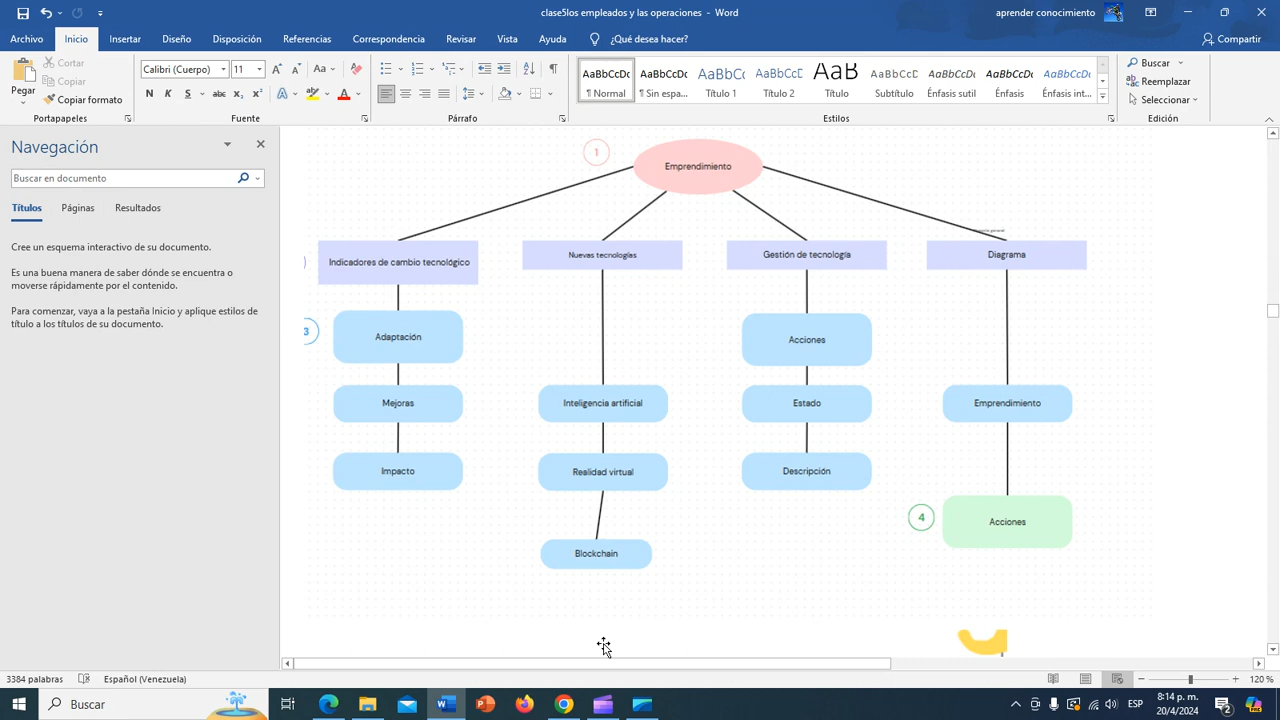 clase5los empleados y las operaciones - Word
aprender conocimiento
Archivo Inicio Insertar Diseño Disposición Referencias Correspondencia Revisar Vista Ayuda ¿Qué desea hacer? Compartir
Pegar
Cortar
Copiar
Copiar formato
Calibri (Cuerpo) 11
N K S abc x₂ x²
AaBbCcDc AaBbCcDc AaBbCc AaBbCcD AaB AaBbCcD AaBbCcDc AaBbCcDc AaBbCcDc
¶ Normal ¶ Sin espa... Título 1 Título 2 Título Subtítulo Énfasis sutil Énfasis Énfasis int...
Buscar
Reemplazar
Seleccionar
Portapapeles Fuente Párrafo Estilos Edición
Navegación
Buscar en documento
Títulos Páginas Resultados
Cree un esquema interactivo de su documento.
Es una buena manera de saber dónde se encuentra o
moverse rápidamente por el contenido.
Para comenzar, vaya a la pestaña Inicio y aplique estilos de
título a los títulos de su documento.
1
Emprendimiento
Indicadores de cambio tecnológico
Nuevas tecnologías
Gestión de tecnología
Diagrama
3
Adaptación
Acciones
Mejoras
Inteligencia artificial
Estado
Emprendimiento
Impacto
Realidad virtual
Descripción
4
Acciones
Blockchain
3384 palabras Español (Venezuela) 120 %
Buscar
ESP
8:14 p. m.
20/4/2024
2